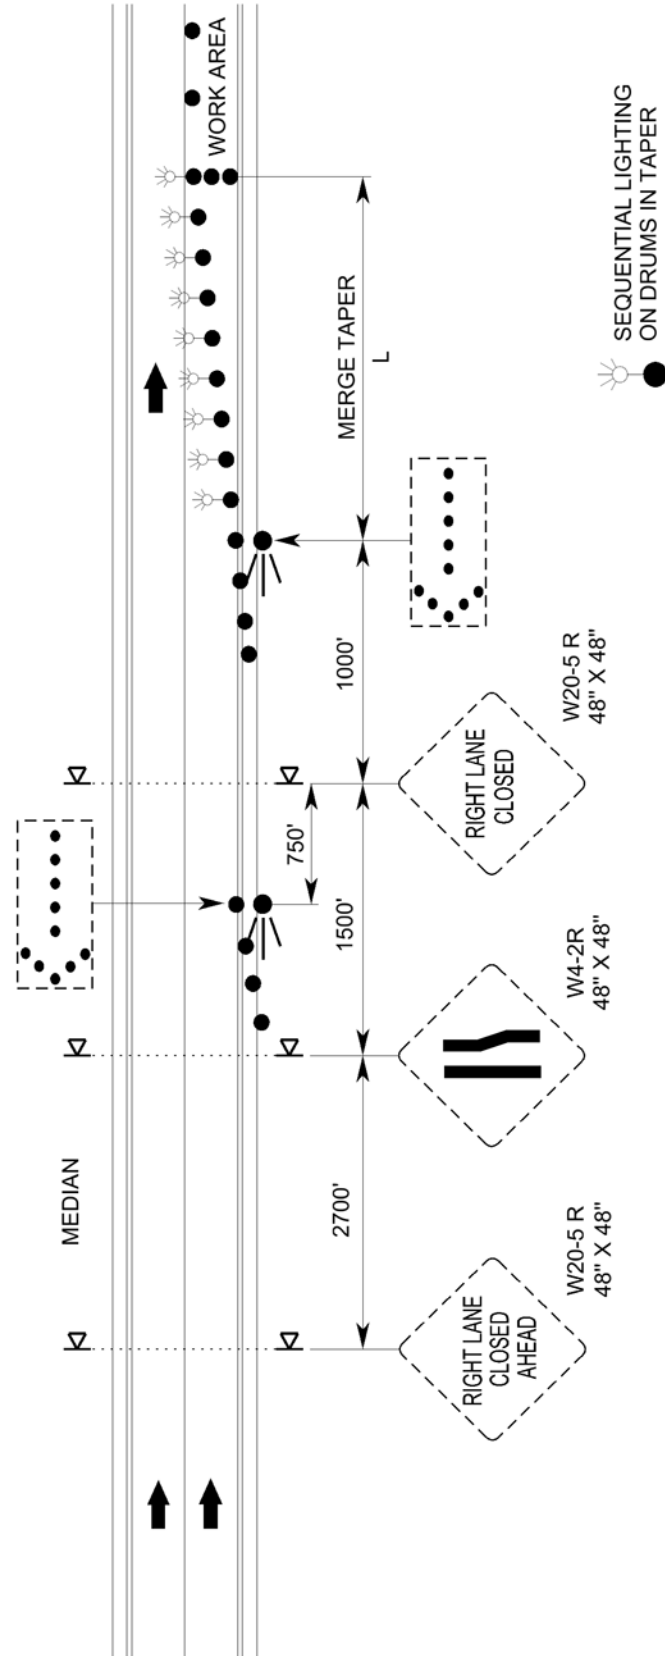 MEDIAN
WORK AREA
MERGE TAPER
L
2700'
1500'
750'
1000'
RIGHT LANE
CLOSED
AHEAD
W20-5 R
48" X 48"
W4-2R
48" X 48"
RIGHT LANE
CLOSED
W20-5 R
48" X 48"
SEQUENTIAL LIGHTING
ON DRUMS IN TAPER